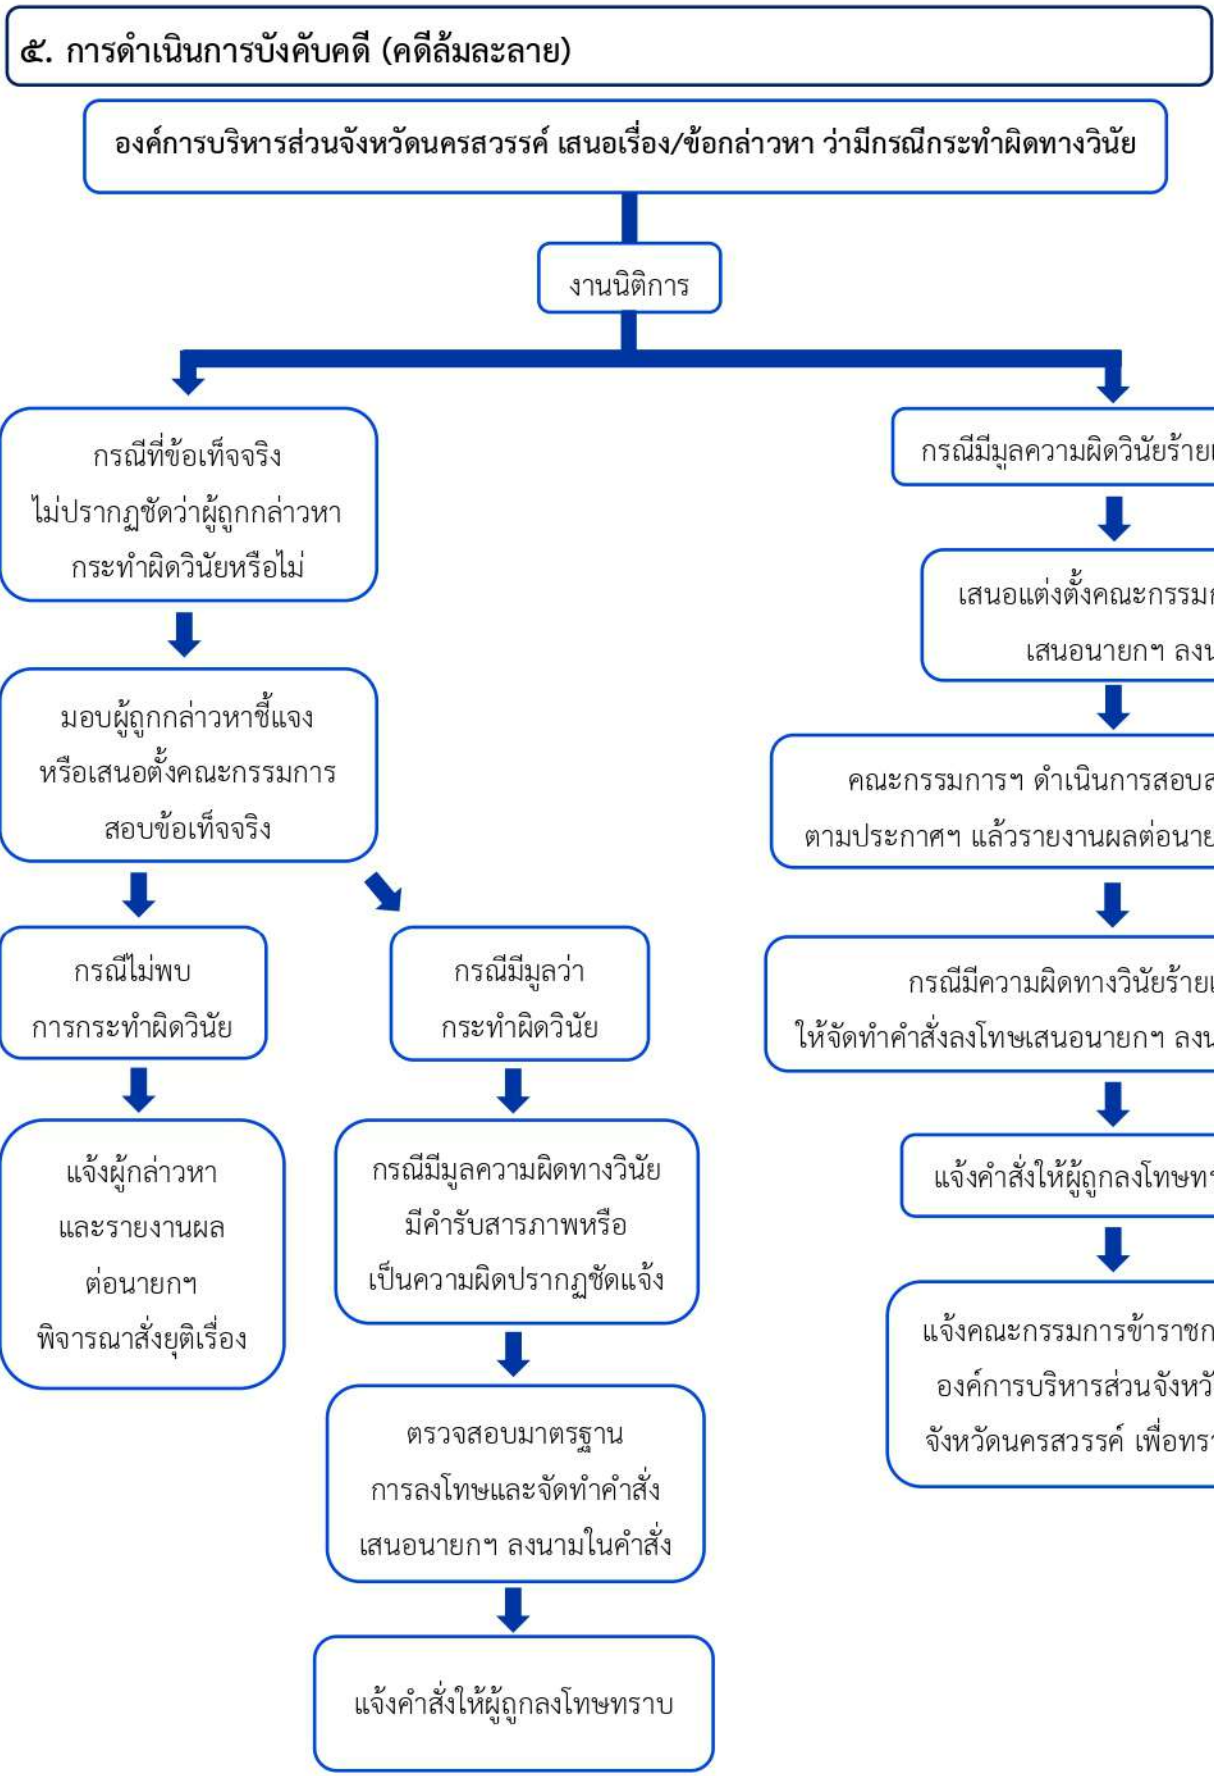 ๕. การดำเนินการบังคับคดี (คดีล้มละลาย)
องค์การบริหารส่วนจังหวัดนครสวรรค์ เสนอเรื่อง/ข้อกล่าวหา ว่ามีกรณีกระทำผิดทางวินัย
งานนิติการ
กรณีที่ข้อเท็จจริง
ไม่ปรากฏชัดว่าผู้ถูกกล่าวหา
กระทำผิดวินัยหรือไม่
มอบผู้ถูกกล่าวหาชี้แจง
หรือเสนอตั้งคณะกรรมการ
สอบข้อเท็จจริง
กรณีไม่พบ
การกระทำผิดวินัย
แจ้งผู้กล่าวหา
และรายงานผล
ต่อนายกฯ
พิจารณาสั่งยุติเรื่อง
กรณีมีมูลว่า
กระทำผิดวินัย
กรณีมีมูลความผิดทางวินัย
มีคำรับสารภาพหรือ
เป็นความผิดปรากฏชัดแจ้ง
ตรวจสอบมาตรฐาน
การลงโทษและจัดทำคำสั่ง
เสนอนายกฯ ลงนามในคำสั่ง
แจ้งคำสั่งให้ผู้ถูกลงโทษทราบ
กรณีมีมูลความผิดวินัยร้ายแ
เสนอแต่งตั้งคณะกรรมก
เสนอนายกฯ ลงน
คณะกรรมการฯ ดำเนินการสอบส
ตามประกาศฯ แล้วรายงานผลต่อนาย
กรณีมีความผิดทางวินัยร้ายแ
ให้จัดทำคำสั่งลงโทษเสนอนายกฯ ลงน
แจ้งคำสั่งให้ผู้ถูกลงโทษทร
แจ้งคณะกรรมการข้าราชก
องค์การบริหารส่วนจังหวั
จังหวัดนครสวรรค์ เพื่อทรา